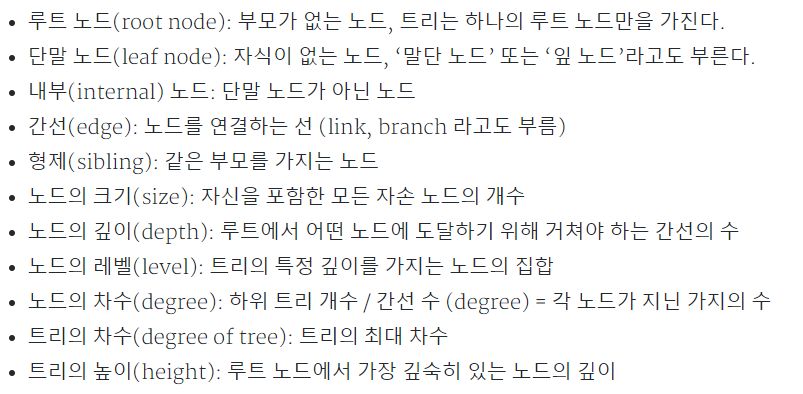 • 루트 노드(root node): 부모가 없는 노드, 트리는 하나의 루트 노드만을 가진다.
• 단말 노드(leaf node): 자식이 없는 노드, ‘말단 노드’ 또는 ‘잎 노드’라고도 부른다.
• 내부(internal) 노드: 단말 노드가 아닌 노드
• 간선(edge): 노드를 연결하는 선 (link, branch 라고도 부름)
• 형제(sibling): 같은 부모를 가지는 노드
• 노드의 크기(size): 자신을 포함한 모든 자손 노드의 개수
• 노드의 깊이(depth): 루트에서 어떤 노드에 도달하기 위해 거쳐야 하는 간선의 수
• 노드의 레벨(level): 트리의 특정 깊이를 가지는 노드의 집합
• 노드의 차수(degree): 하위 트리 개수 / 간선 수 (degree) = 각 노드가 지닌 가지의 수
• 트리의 차수(degree of tree): 트리의 최대 차수
• 트리의 높이(height): 루트 노드에서 가장 깊숙히 있는 노드의 깊이